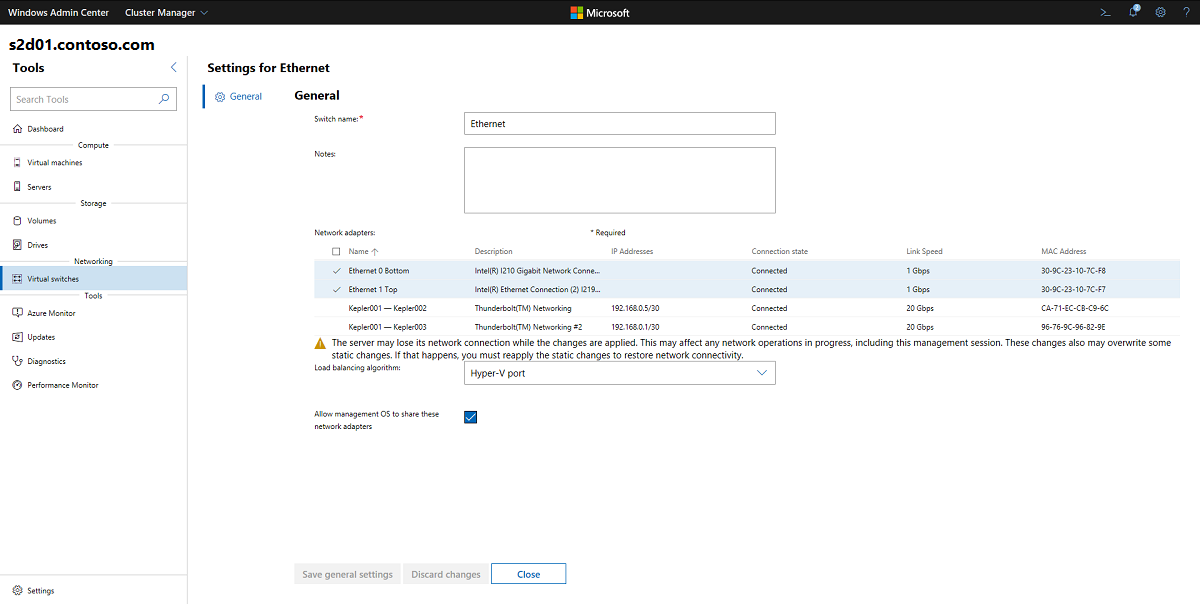 Windows Admin Center Cluster Manager Microsoft 2 ?
s2d01.contoso.com
Tools
Search Tools
Dashboard
Compute
Virtual machines
Servers
Storage
Volumes
Drives
Networking
Virtual switches
Tools
Azure Monitor
Updates
Diagnostics
Performance Monitor
Settings
Settings for Ethernet
General
General
Switch name:*
Ethernet
Notes:
Network adapters: * Required
Name Description IP Addresses Connection state Link Speed MAC Address
Ethernet 0 Bottom Intel(R) I210 Gigabit Network Conne... Connected 1 Gbps 30-9C-23-10-7C-F8
Ethernet 1 Top Intel(R) Ethernet Connection (2) I219... Connected 1 Gbps 30-9C-23-10-7C-F7
Kepler001 — Kepler002 Thunderbolt(TM) Networking 192.168.0.5/30 Connected 20 Gbps CA-71-EC-CB-C9-6C
Kepler001 — Kepler003 Thunderbolt(TM) Networking #2 192.168.0.1/30 Connected 20 Gbps 96-76-9C-96-82-9E
The server may lose its network connection while the changes are applied. This may affect any network operations in progress, including this management session. These changes also may overwrite some
static changes. If that happens, you must reapply the static changes to restore network connectivity.
Load balancing algorithm:
Hyper-V port
Allow management OS to share these
network adapters
Save general settings Discard changes Close